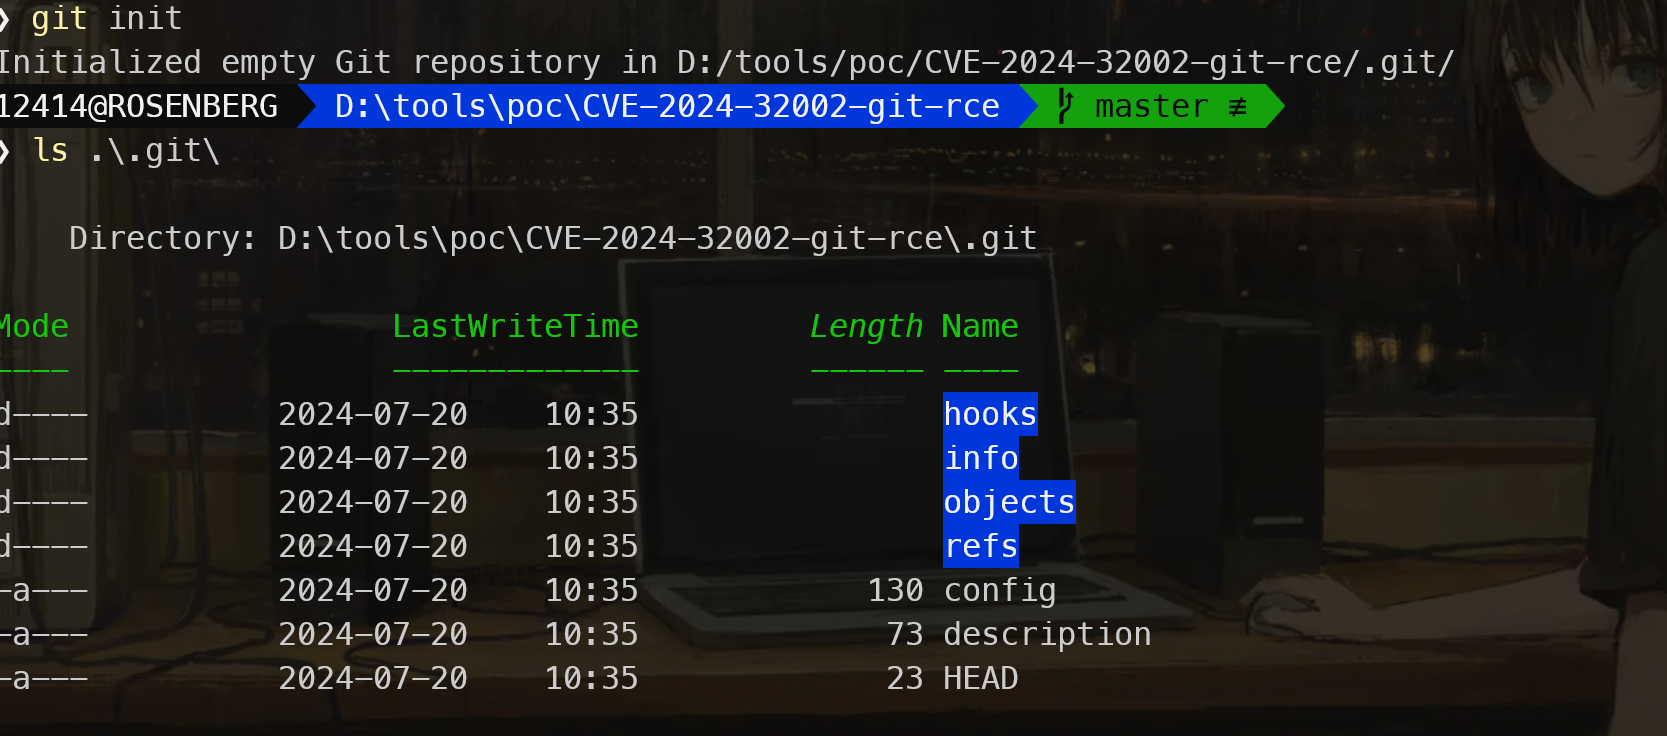 ❯ git init
Initialized empty Git repository in D:/tools/poc/CVE-2024-32002-git-rce/.git/
12414@ROSENBERG D:\tools\poc\CVE-2024-32002-git-rce master ≢
❯ ls .\.git\
Directory: D:\tools\poc\CVE-2024-32002-git-rce\.git
Mode LastWriteTime Length Name
---- ------------- ------ ----
d---- 2024-07-20 10:35 hooks
d---- 2024-07-20 10:35 info
d---- 2024-07-20 10:35 objects
d---- 2024-07-20 10:35 refs
-a--- 2024-07-20 10:35 130 config
-a--- 2024-07-20 10:35 73 description
-a--- 2024-07-20 10:35 23 HEAD